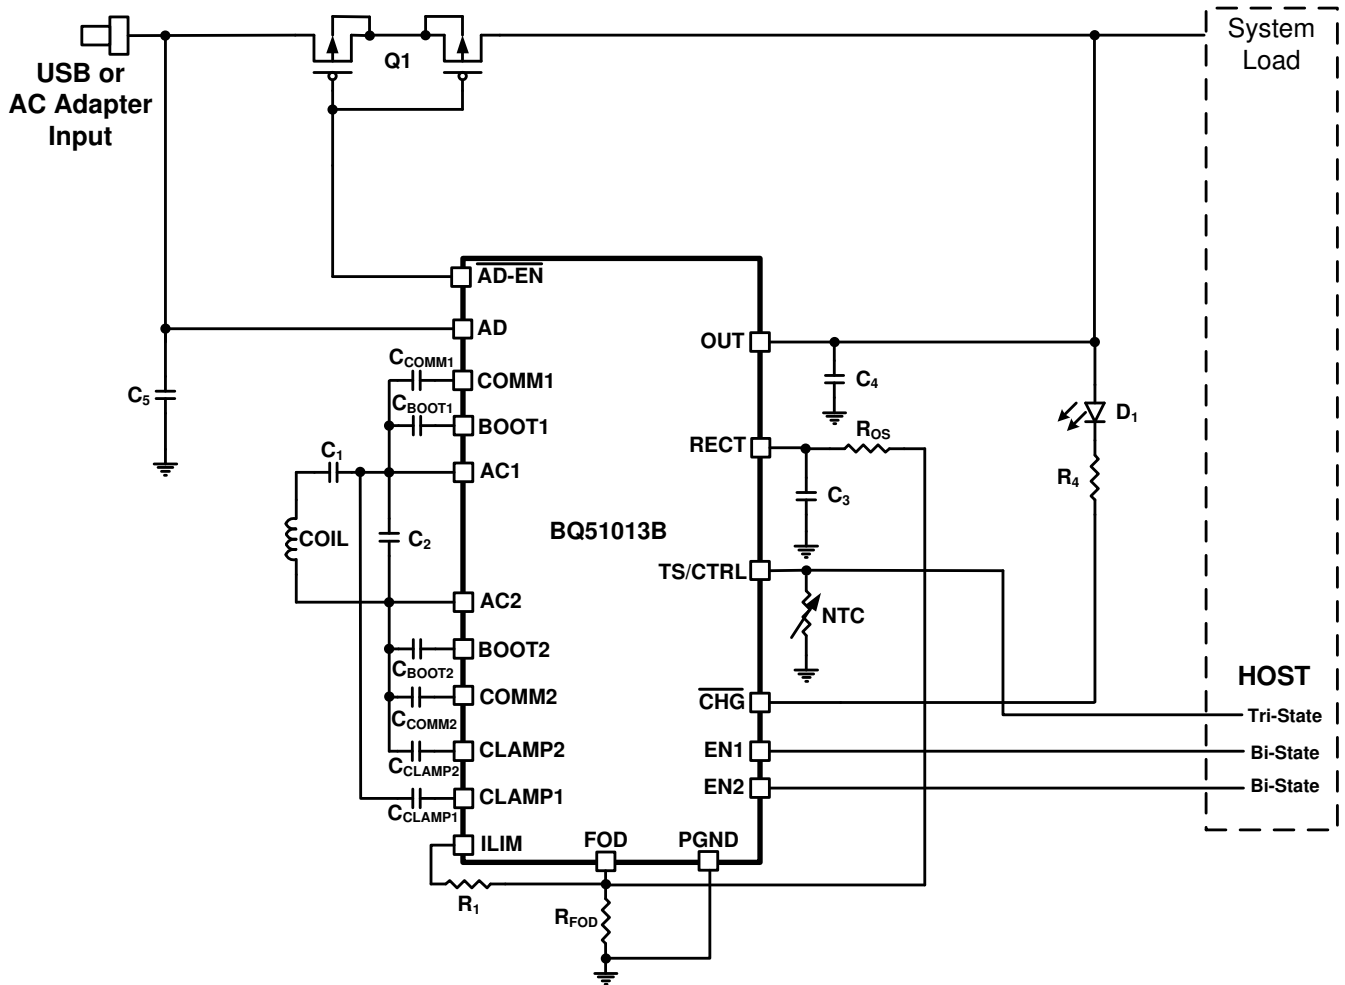 System
Load
Q1
USB or
AC Adapter
Input
AD-EN
AD
OUT
CCOMM1
COMM1
C4
C5
CBOOT1
BOOT1
D1
ROS
RECT
C1
AC1
R4
C3
BQ51013B
COIL
C2
TS/CTRL
AC2
NTC
BOOT2
CBOOT2
HOST
COMM2
CHG
Tri-State
CCOMM2
CLAMP2
EN1
Bi-State
CCLAMP2
EN2
Bi-State
CLAMP1
CCLAMP1
ILIM
FOD
PGND
R1
RFOD